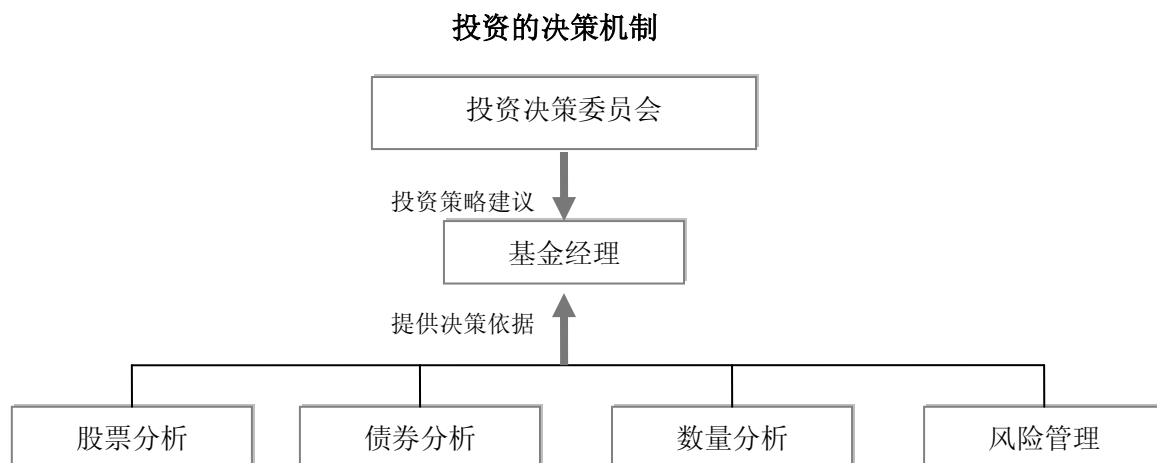 投资的决策机制
投资决策委员会
投资策略建议
基金经理
提供决策依据
股票分析 债券分析 数量分析 风险管理